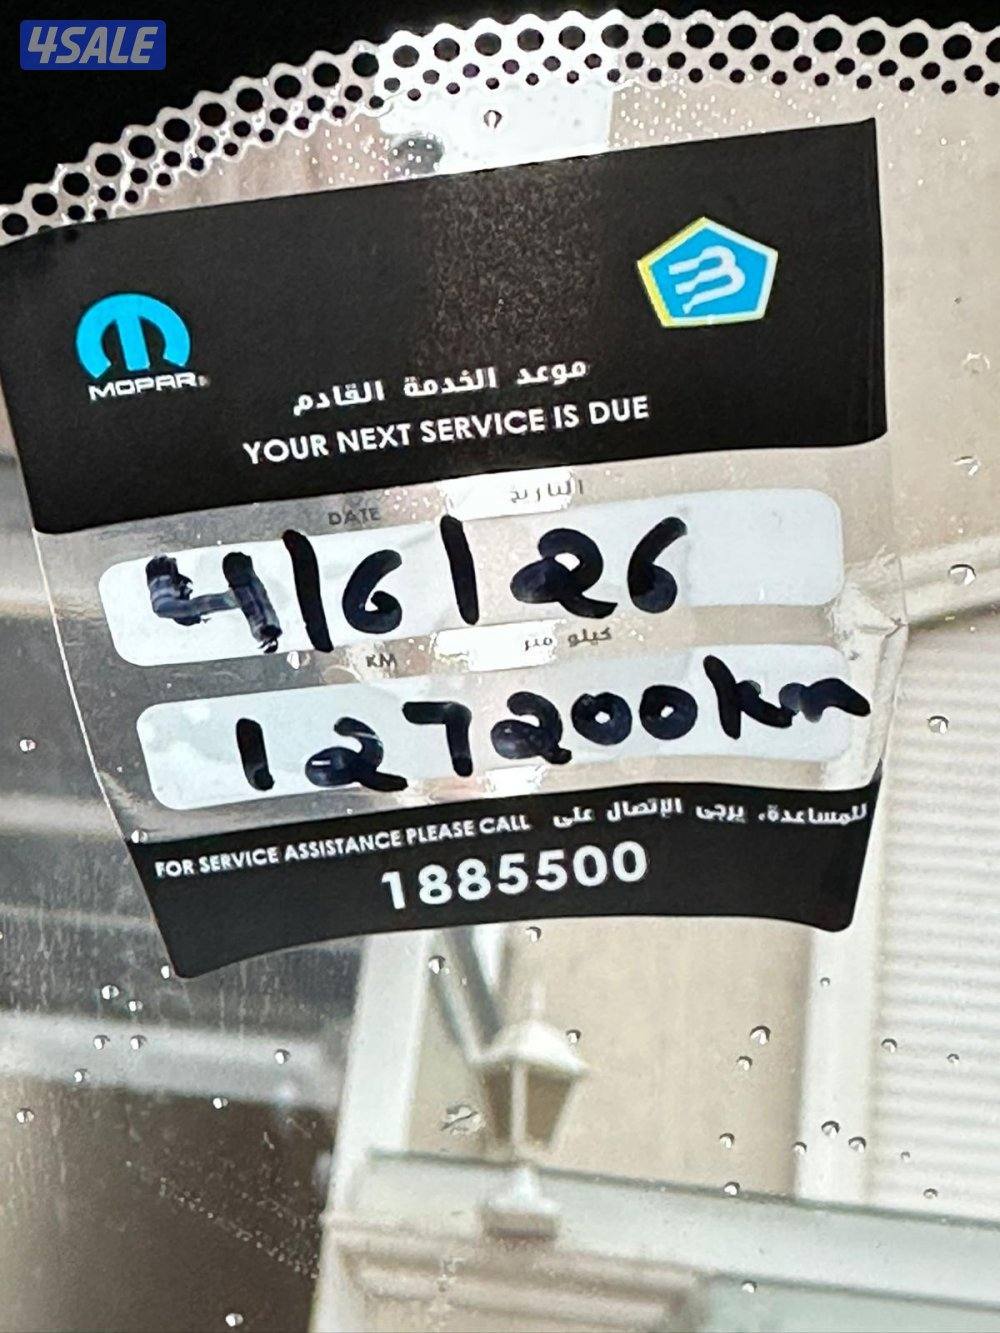 4SALE
MOPAR
موعد الخدمة القادم
YOUR NEXT SERVICE IS DUE
DATE التاريخ
4/6/26
KM كيلو متر
127200km
للمساعدة، يرجى الإتصال على
FOR SERVICE ASSISTANCE PLEASE CALL
1885500